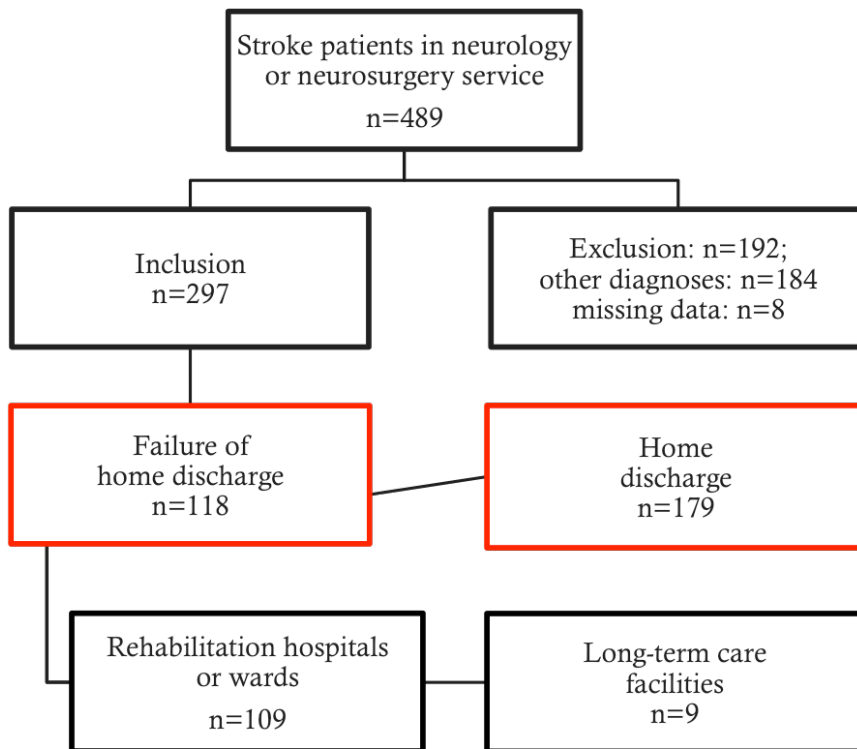 Stroke patients in neurology
or neurosurgery service
n=489
Inclusion
n=297
Exclusion: n=192;
other diagnoses: n=184
missing data: n=8
Failure of
home discharge
n=118
Home
discharge
n=179
Rehabilitation hospitals
or wards
n=109
Long-term care
facilities
n=9